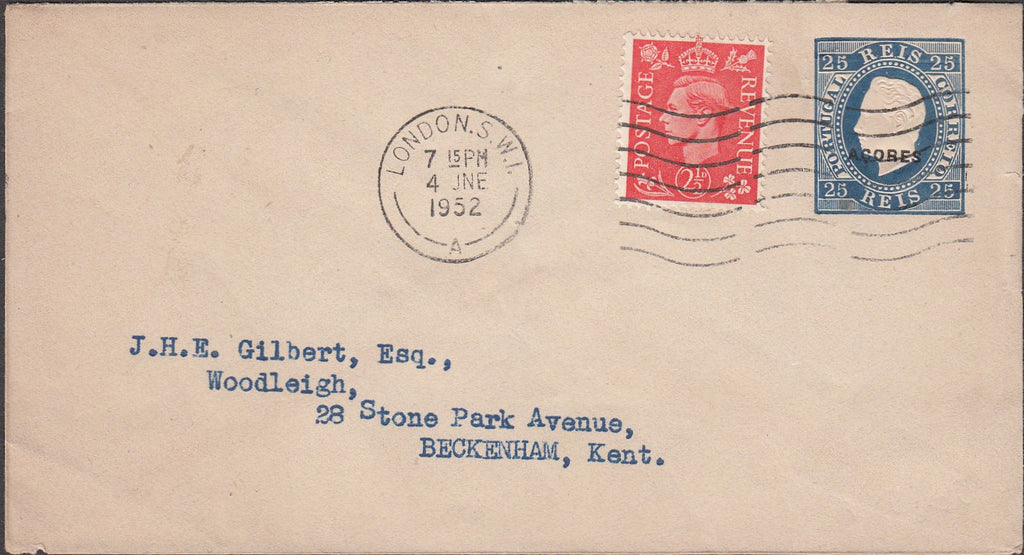 LONDON.S.W.1.
7 15PM
4 JNE
1952
A
POSTAGE
REVENUE
2½D
25 REIS 25
PORTUGAL
CORREIO
AÇORES
25 REIS 25
J.H.E. Gilbert, Esq.,
Woodleigh,
28 Stone Park Avenue,
BECKENHAM, Kent.